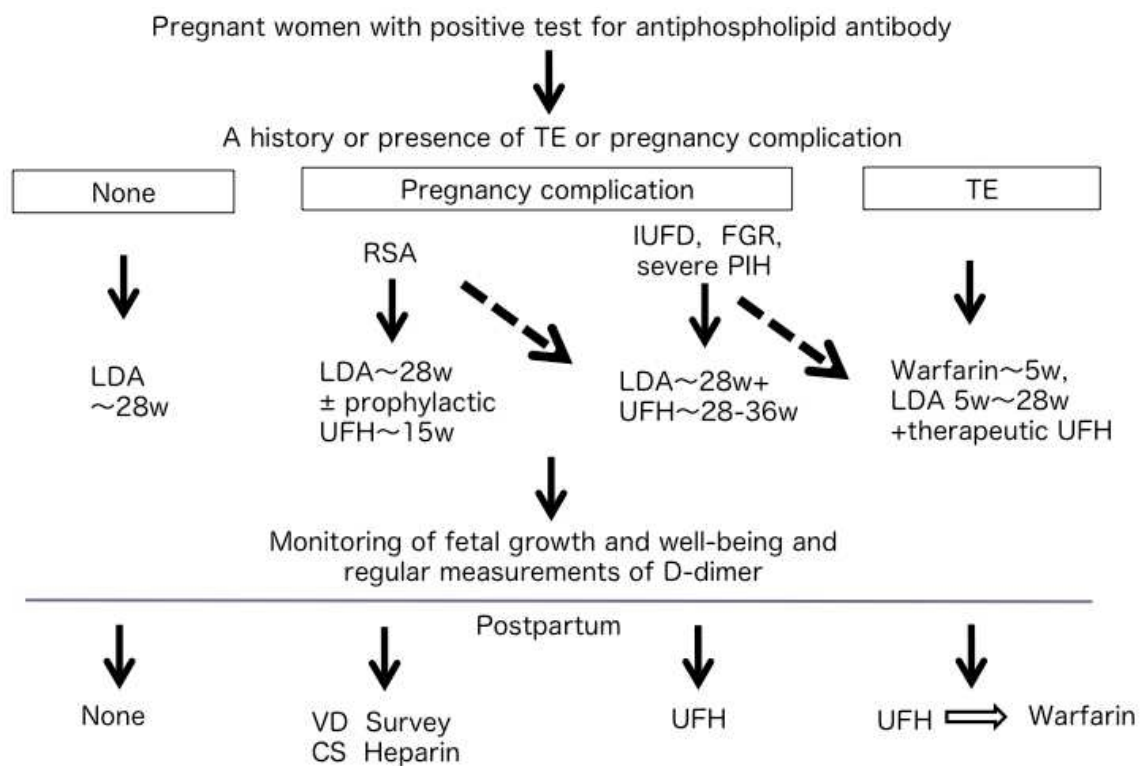 Pregnant women with positive test for antiphospholipid antibody
A history or presence of TE or pregnancy complication
None
Pregnancy complication
TE
RSA
IUFD, FGR,
severe PIH
LDA
~28w
LDA~28w
± prophylactic
UFH~15w
LDA~28w+
UFH~28-36w
Warfarin~5w,
LDA 5w~28w
+therapeutic UFH
Monitoring of fetal growth and well-being and
regular measurements of D-dimer
Postpartum
None
VD Survey
CS Heparin
UFH
UFH
Warfarin